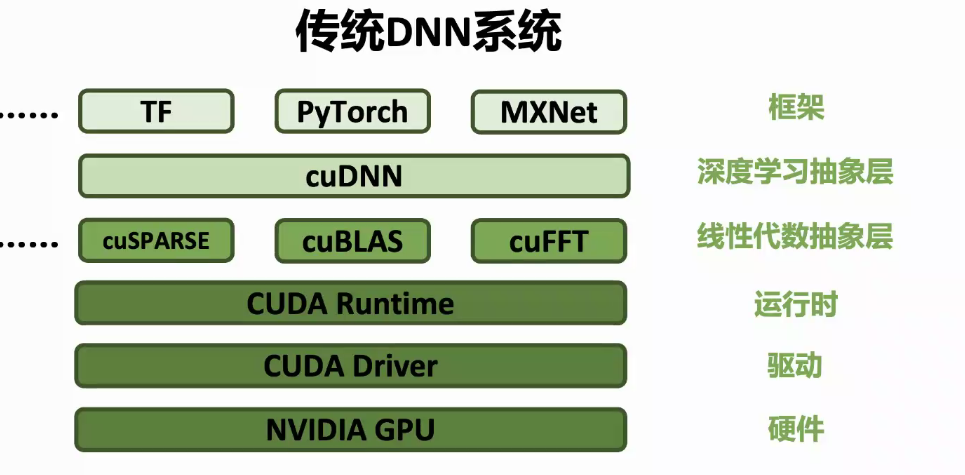 传统DNN系统
...... TF PyTorch MXNet 框架
cuDNN 深度学习抽象层
...... cuSPARSE cuBLAS cuFFT 线性代数抽象层
CUDA Runtime 运行时
CUDA Driver 驱动
NVIDIA GPU 硬件